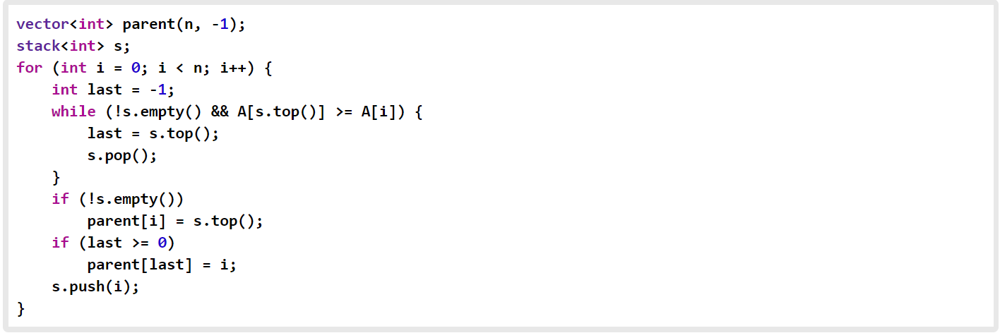 vector<int> parent(n, -1);
stack<int> s;
for (int i = 0; i < n; i++) {
    int last = -1;
    while (!s.empty() && A[s.top()] >= A[i]) {
        last = s.top();
        s.pop();
    }
    if (!s.empty())
        parent[i] = s.top();
    if (last >= 0)
        parent[last] = i;
    s.push(i);
}